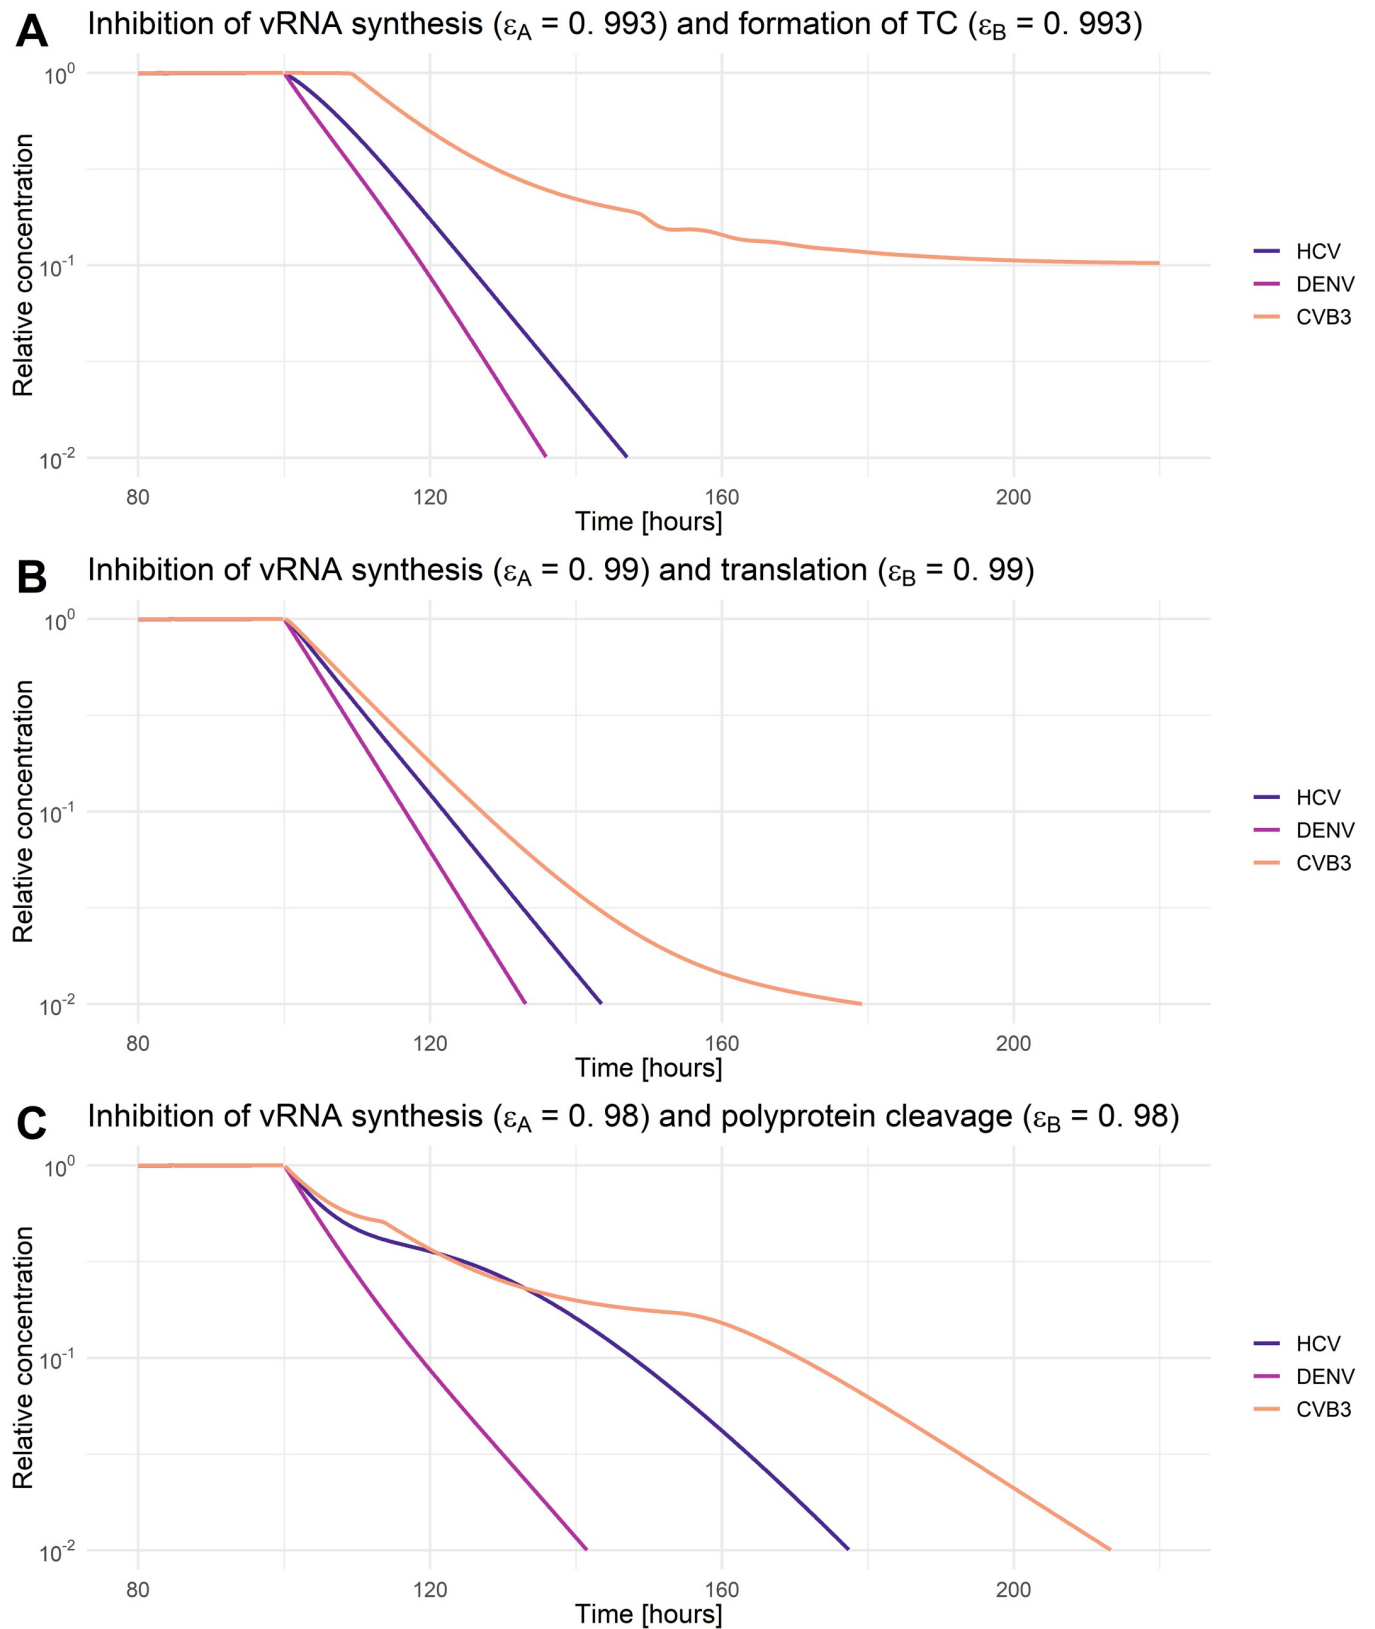 A Inhibition of vRNA synthesis (εA = 0. 993) and formation of TC (εB = 0. 993)
Relative concentration
10^0
10^-1
10^-2
80 120 160 200
Time [hours]
HCV
DENV
CVB3
B Inhibition of vRNA synthesis (εA = 0. 99) and translation (εB = 0. 99)
Relative concentration
10^0
10^-1
10^-2
80 120 160 200
Time [hours]
HCV
DENV
CVB3
C Inhibition of vRNA synthesis (εA = 0. 98) and polyprotein cleavage (εB = 0. 98)
Relative concentration
10^0
10^-1
10^-2
80 120 160 200
Time [hours]
HCV
DENV
CVB3